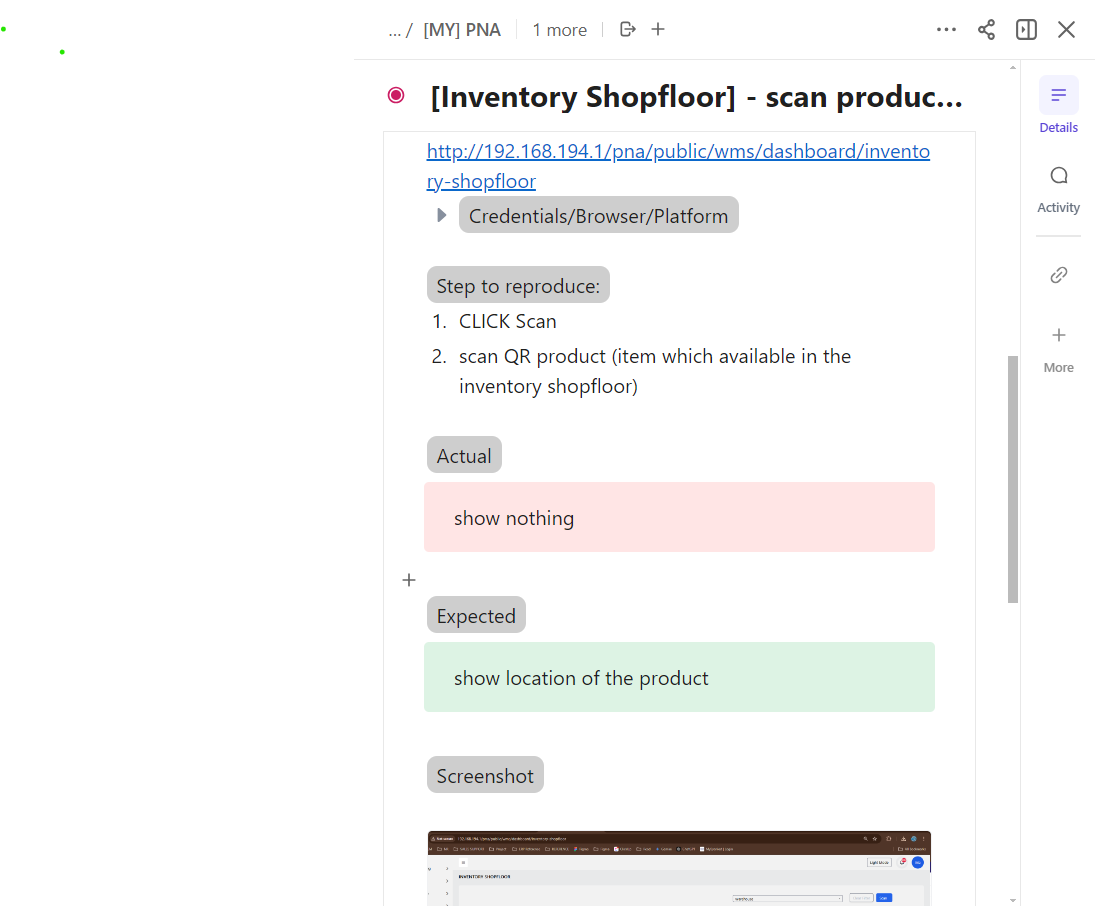 ... / [MY] PNA 1 more
[Inventory Shopfloor] - scan produc...
Details
http://192.168.194.1/pna/public/wms/dashboard/invento
ry-shopfloor
Activity
Credentials/Browser/Platform
Step to reproduce:
1. CLICK Scan
2. scan QR product (item which available in the
inventory shopfloor)
More
Actual
show nothing
Expected
show location of the product
Screenshot
INVENTORY SHOPFLOOR